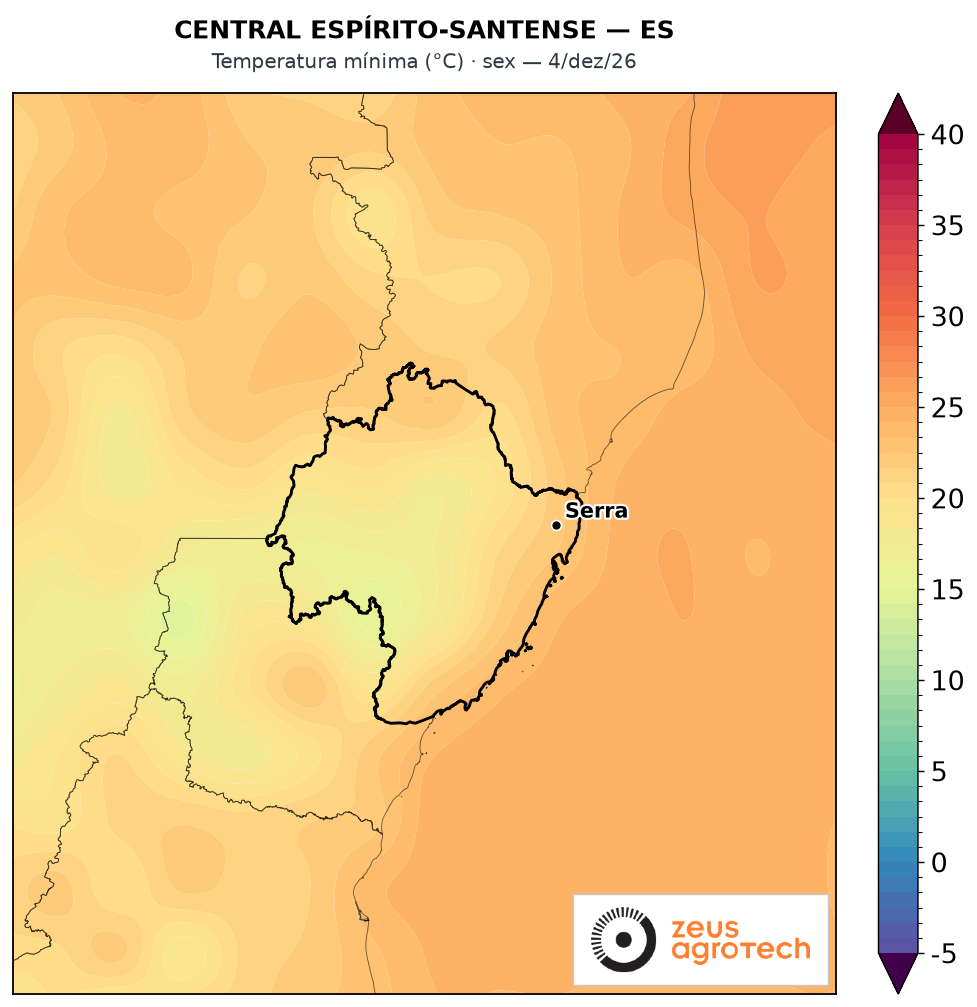 CENTRAL ESPÍRITO-SANTENSE — ES
Temperatura mínima (°C) · sex — 4/dez/26
40
35
30
25
20
15
10
5
0
-5
Serra
zeus
agrotech